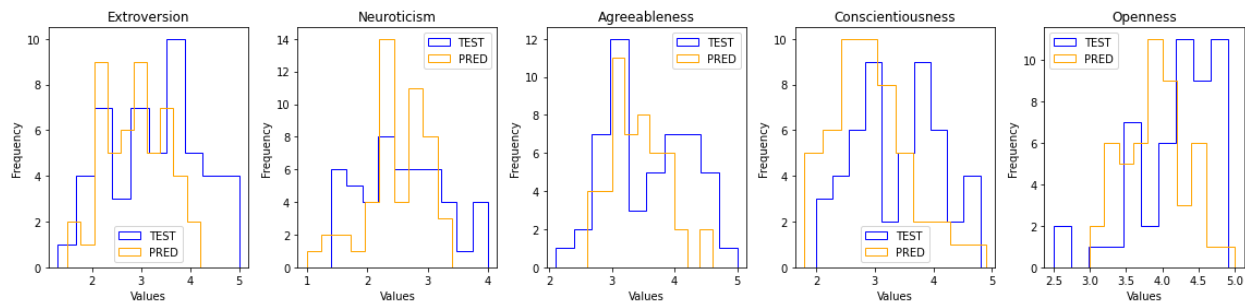 Extroversion
Frequency
10
8
6
4
2
0
TEST
PRED
2 3 4 5
Values
Neuroticism
Frequency
14
12
10
8
6
4
2
0
TEST
PRED
1 2 3 4
Values
Agreeableness
Frequency
12
10
8
6
4
2
0
TEST
PRED
2 3 4 5
Values
Conscientiousness
Frequency
10
8
6
4
2
0
TEST
PRED
2 3 4 5
Values
Openness
Frequency
10
8
6
4
2
0
TEST
PRED
2.5 3.0 3.5 4.0 4.5 5.0
Values